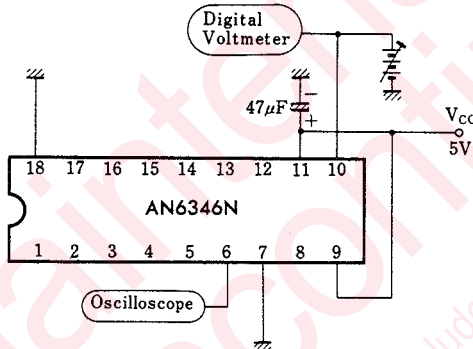 Digital
Voltmeter
47μF
−
+
VCC
5V
18 17 16 15 14 13 12 11 10
AN6346N
1 2 3 4 5 6 7 8 9
Oscilloscope